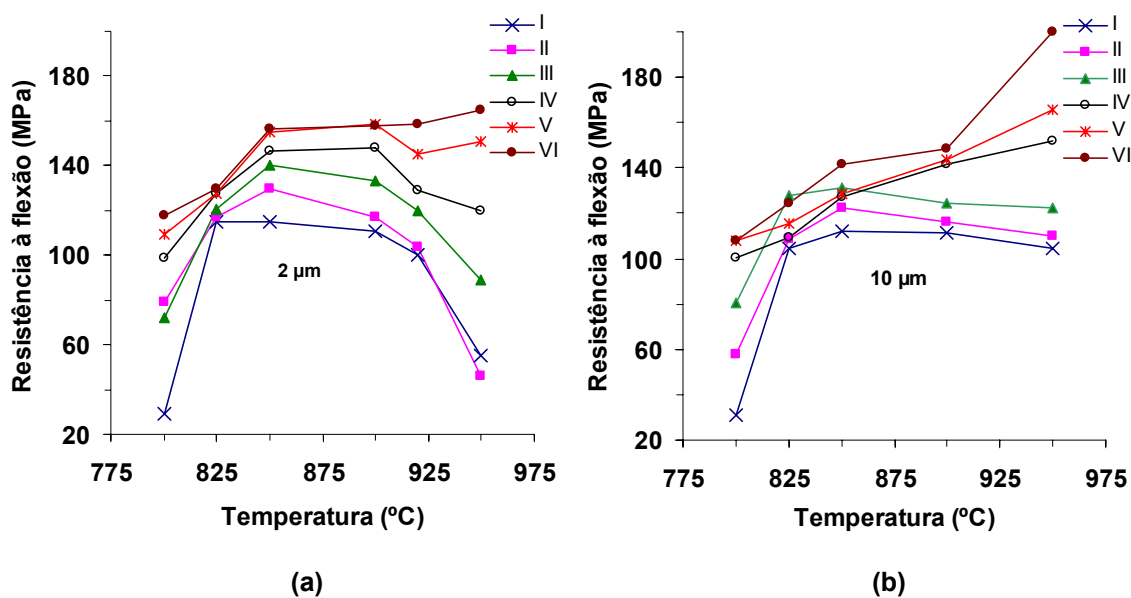 I
II
III
IV
V
VI
Resistência à flexão (MPa)
180
140
100
60
20
2 µm
775 825 875 925 975
Temperatura (ºC)
(a)
I
II
III
IV
V
VI
Resistência à flexão (MPa)
180
140
100
60
20
10 µm
775 825 875 925 975
Temperatura (ºC)
(b)